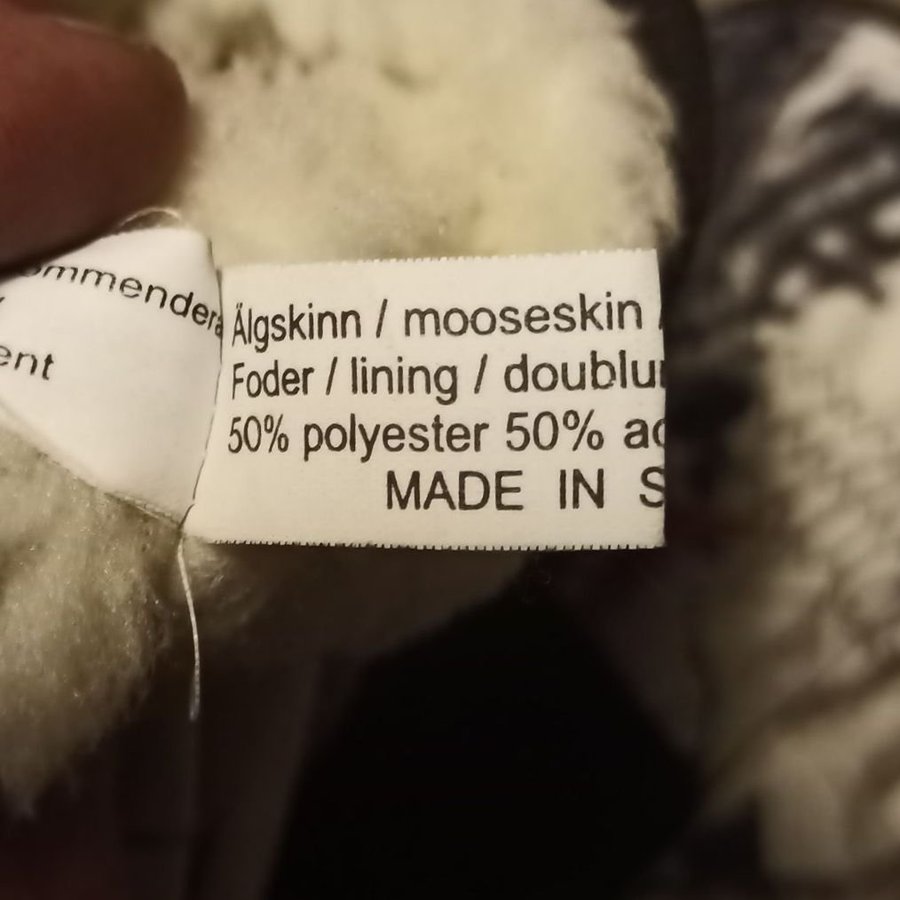 ommendera
ent
Älgskinn / mooseskin /
Foder / lining / doublu
50% polyester 50% ac
MADE IN S